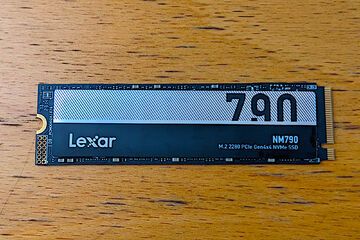 790
Lexar
NM790
M.2 2280 PCIe Gen4x4 NVMe SSD